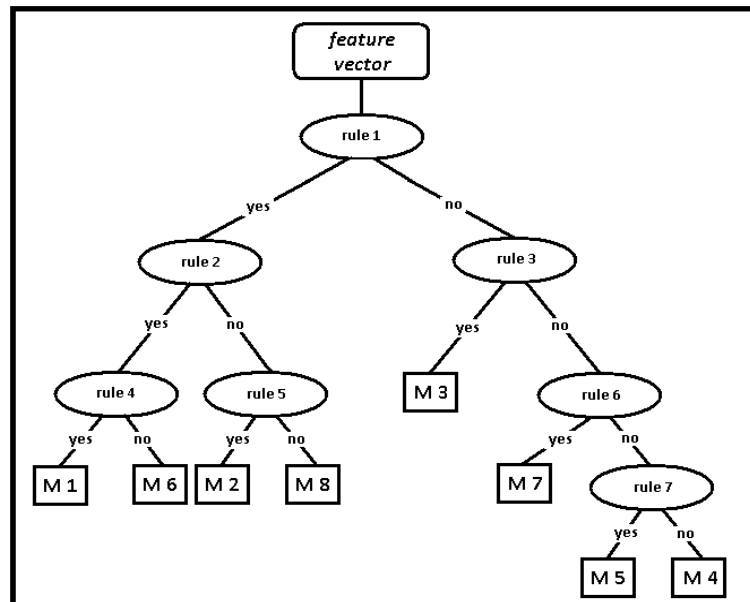 feature
vector
rule 1
yes
no
rule 2
rule 3
yes
no
yes
no
rule 4
rule 5
M 3
rule 6
yes
no
yes
no
yes
no
M 1
M 6
M 2
M 8
M 7
rule 7
yes
no
M 5
M 4